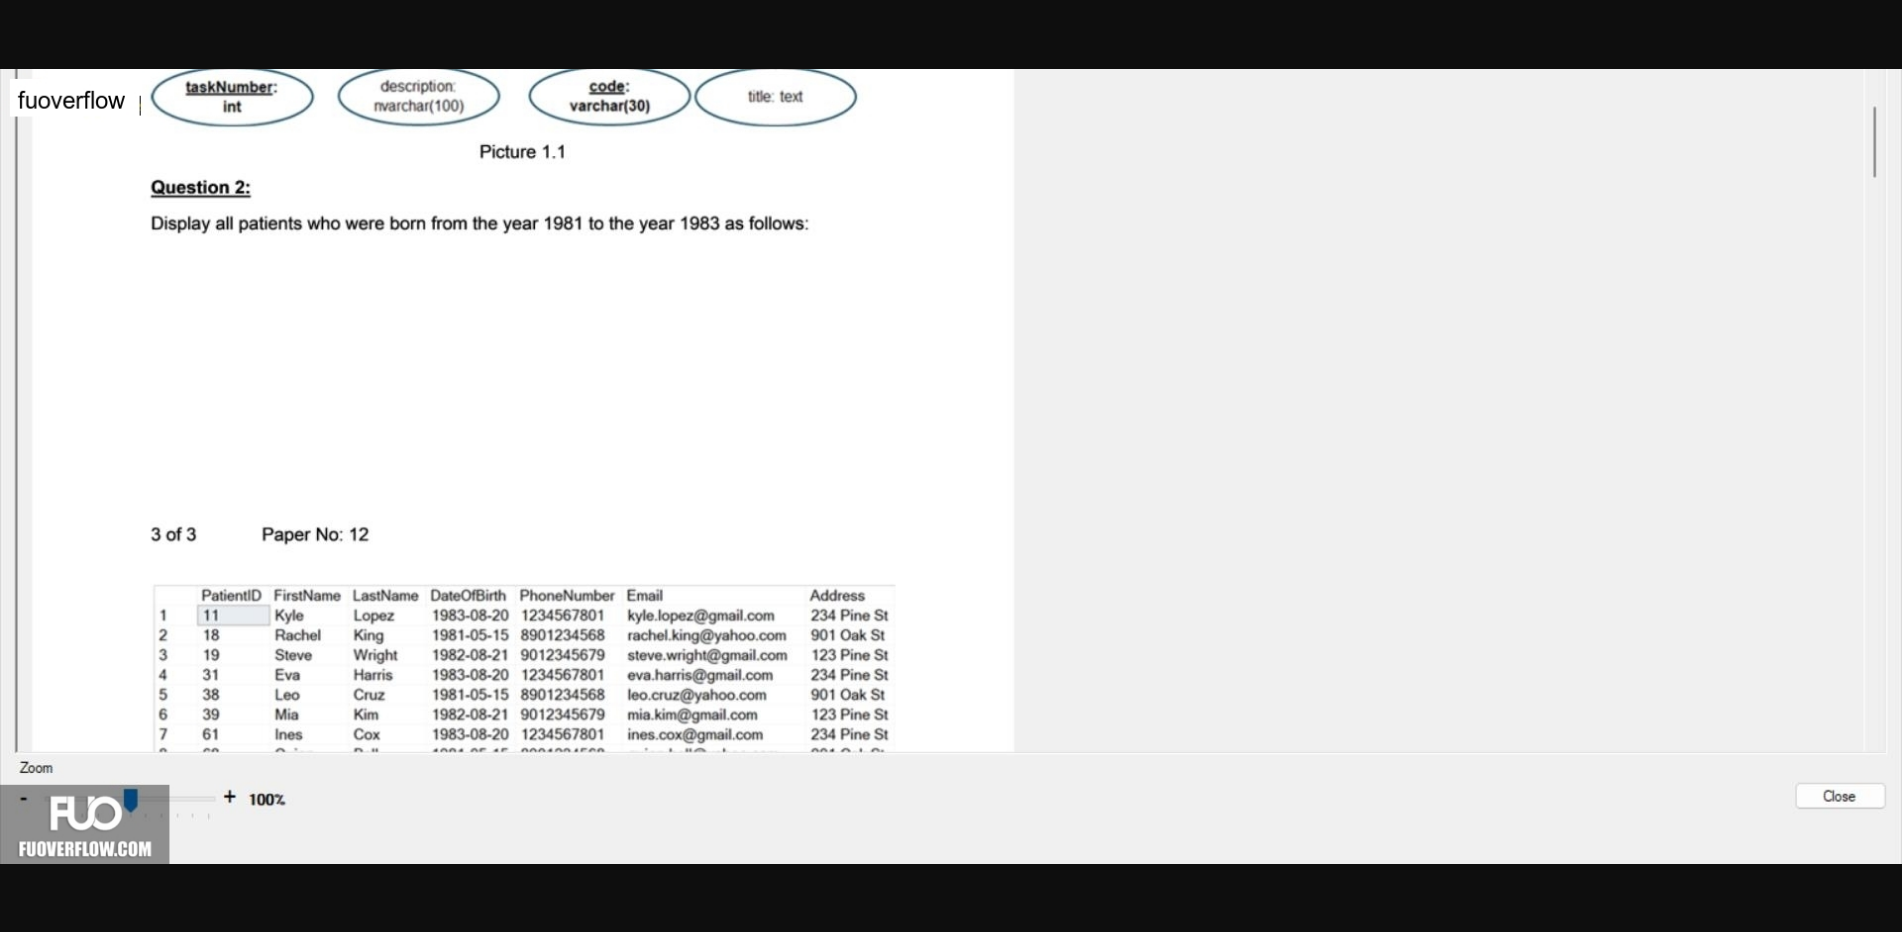 fuoverflow
taskNumber:
int
description:
nvarchar(100)
code:
varchar(30)
title: text
Picture 1.1
Question 2:
Display all patients who were born from the year 1981 to the year 1983 as follows:
3 of 3 Paper No: 12
PatientID FirstName LastName DateOfBirth PhoneNumber Email Address
1 11 Kyle Lopez 1983-08-20 1234567801 kyle.lopez@gmail.com 234 Pine St
2 18 Rachel King 1981-05-15 8901234568 rachel.king@yahoo.com 901 Oak St
3 19 Steve Wright 1982-08-21 9012345679 steve.wright@gmail.com 123 Pine St
4 31 Eva Harris 1983-08-20 1234567801 eva.harris@gmail.com 234 Pine St
5 38 Leo Cruz 1981-05-15 8901234568 leo.cruz@yahoo.com 901 Oak St
6 39 Mia Kim 1982-08-21 9012345679 mia.kim@gmail.com 123 Pine St
7 61 Ines Cox 1983-08-20 1234567801 ines.cox@gmail.com 234 Pine St
Zoom
- + 100%
Close
FUO
FUOVERFLOW.COM